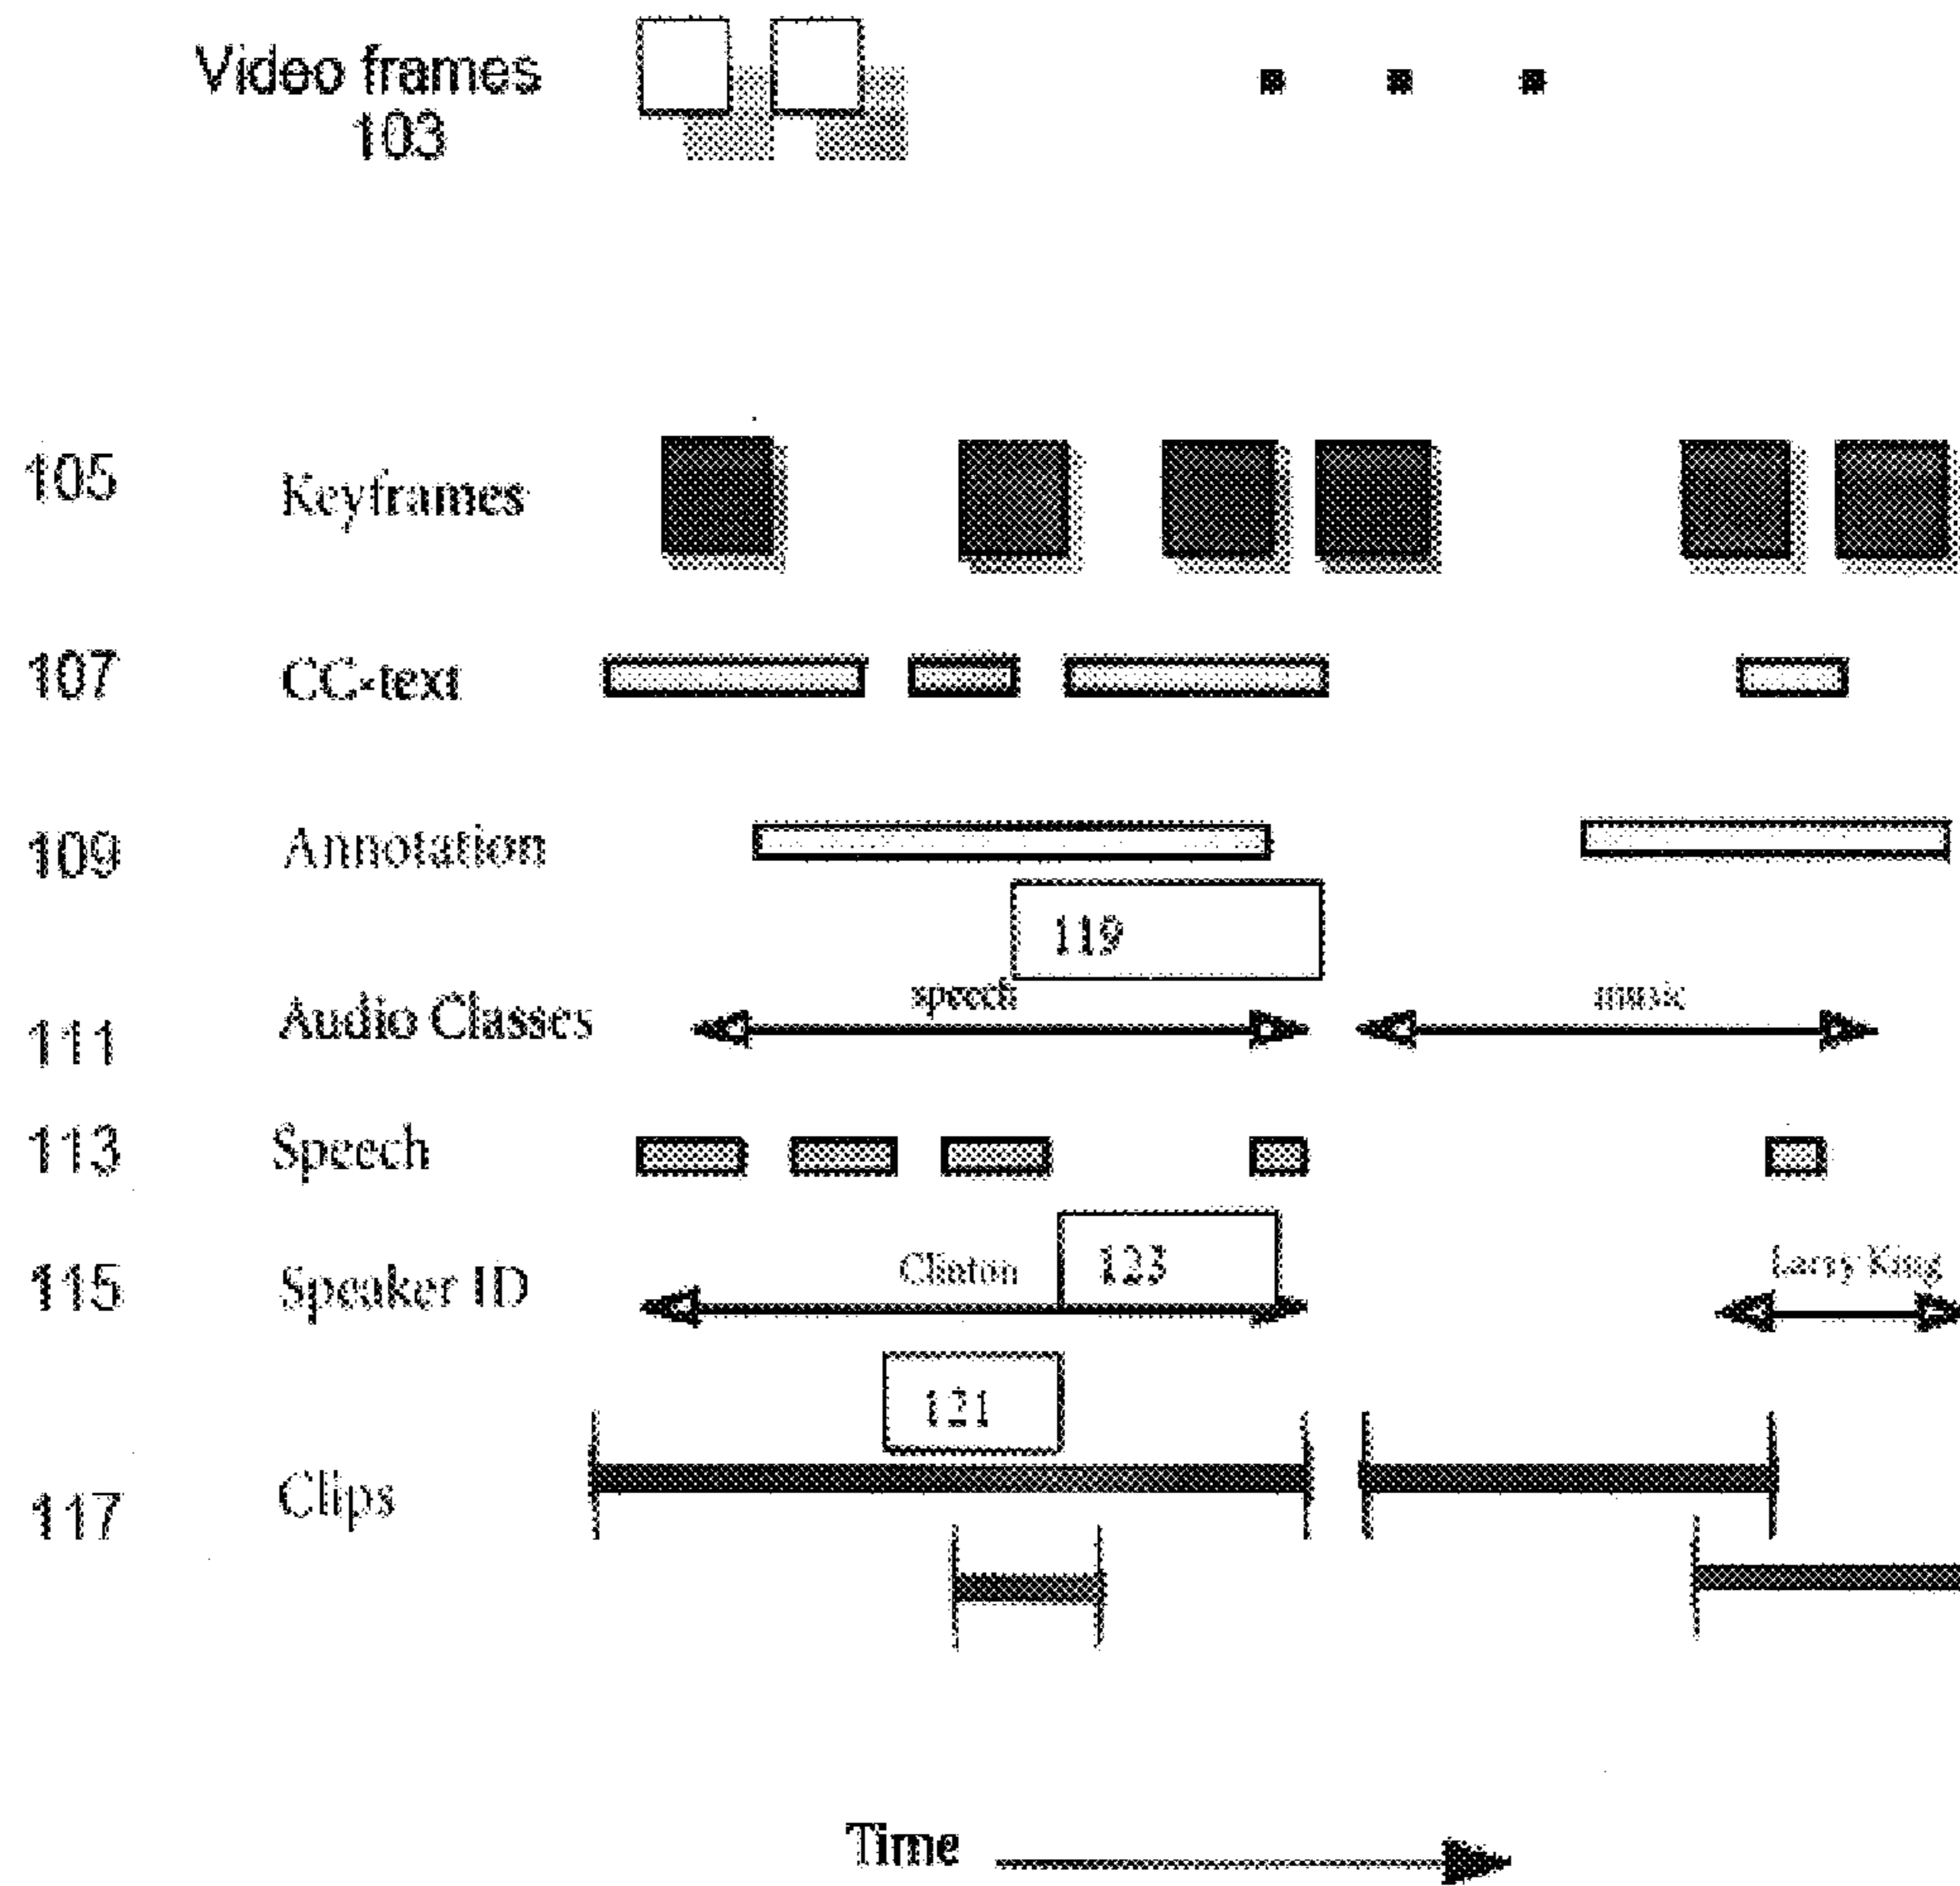 Video frames
103
105 Keyframes
107 CC-text
109 Annotation
119
speech music
111 Audio Classes
113 Speech
Clinton 123 Larry King
115 Speaker ID
121
117 Clips
Time